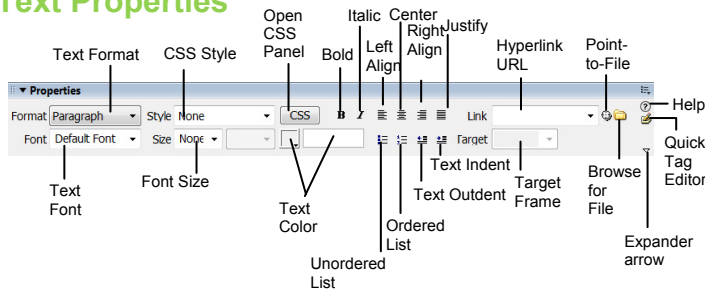 Text Properties
Open
CSS
Panel
Italic
Center
Text Format
CSS Style
Bold
Left
Align
Right
Align
Justify
Hyperlink
URL
Point-
to-File
Properties
Format Paragraph Style None CSS B I Link
Font Default Font Size None Target
Help
Quick
Tag
Editor
Text
Font
Font Size
Text
Color
Unordered
List
Ordered
List
Text Outdent
Text Indent
Target
Frame
Browse
for
File
Expander
arrow